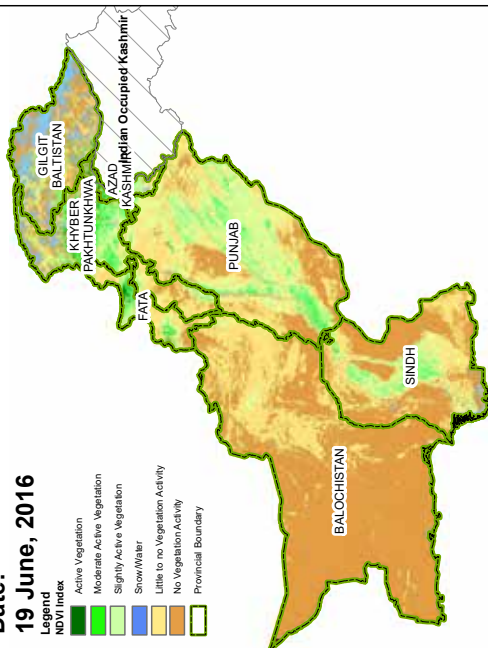 Date:
19 June, 2016
Legend
NDVI Index
Active Vegetation
Moderate Active Vegetation
Slightly Active Vegetation
Snow/Water
Little to no Vegetation Activity
No Vegetation Activity
Provincial Boundary
GILGIT
BALTISTAN
KHYBER
PAKHTUNKHWA
AZAD
KASHMIR
Indian Occupied Kashmir
FATA
PUNJAB
BALOCHISTAN
SINDH